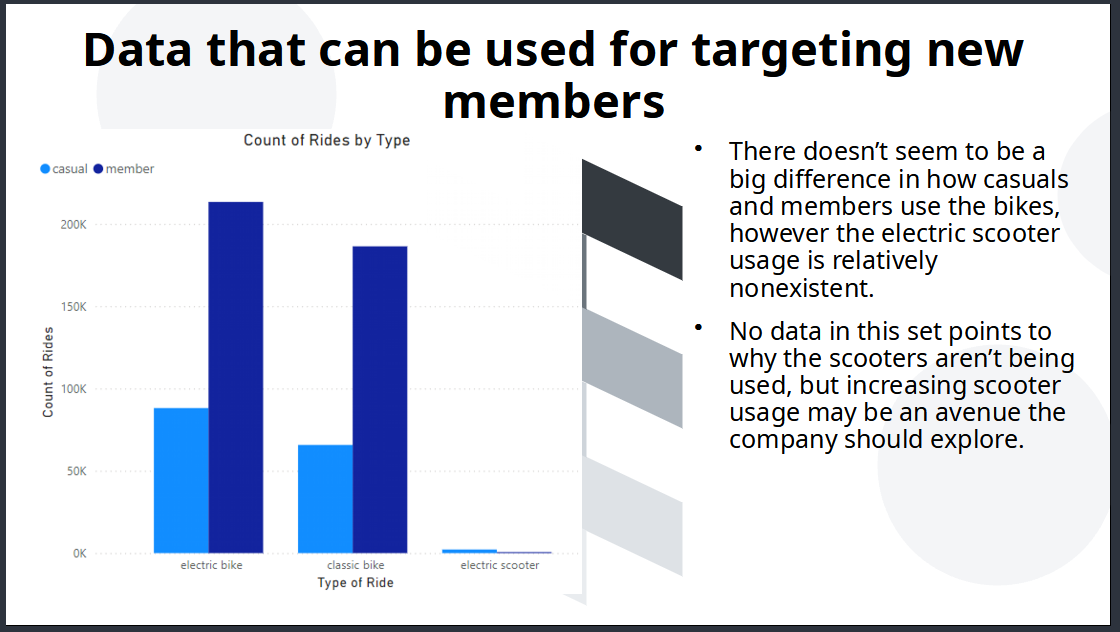 Data that can be used for targeting new
members
Count of Rides by Type
casual member
200K
150K
100K
50K
0K
Count of Rides
electric bike classic bike electric scooter
Type of Ride
• There doesn’t seem to be a
big difference in how casuals
and members use the bikes,
however the electric scooter
usage is relatively
nonexistent.
• No data in this set points to
why the scooters aren’t being
used, but increasing scooter
usage may be an avenue the
company should explore.